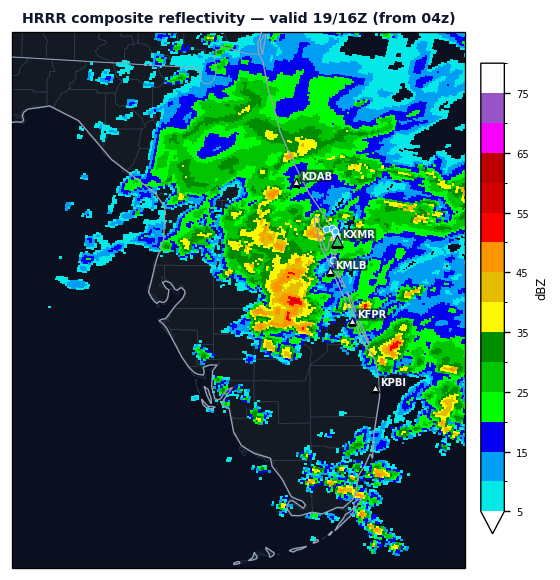 HRRR composite reflectivity — valid 19/16Z (from 04z)
KDAB
KXMR
KMLB
KFPR
KPBI
75
65
55
45
35
25
15
5
dBZ